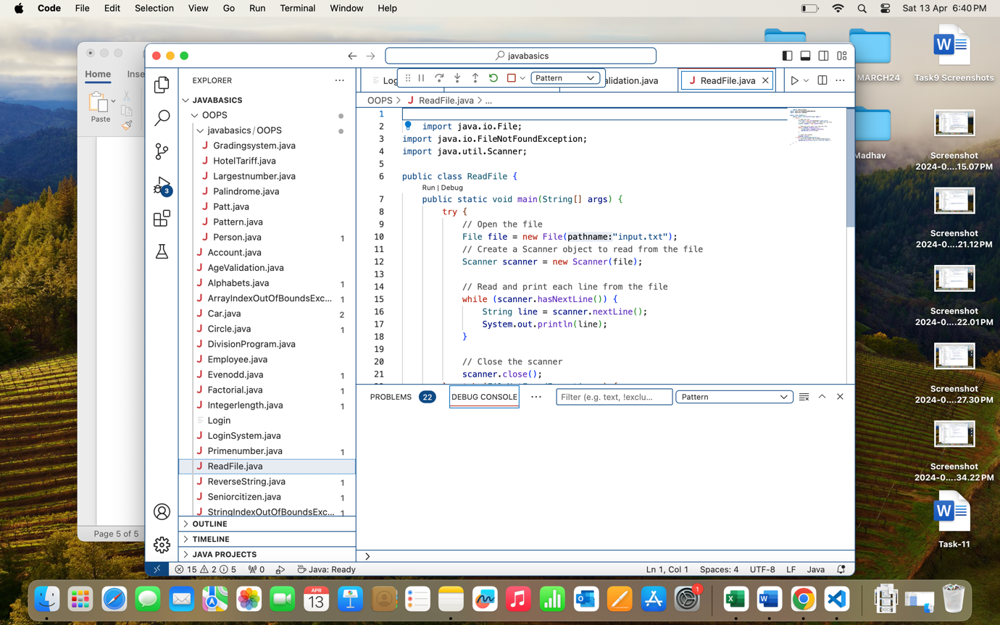 Code File Edit Selection View Go Run Terminal Window Help
Sat 13 Apr 6:40 PM
Home Inse
Paste
Page 5 of 5
javabasics
EXPLORER
JAVABASICS
OOPS
javabasics / OOPS
Gradingsystem.java
HotelTariff.java
Largestnumber.java
Palindrome.java
Patt.java
Pattern.java
Person.java 1
Account.java
AgeValidation.java
Alphabets.java 1
ArrayIndexOutOfBoundsExc... 1
Car.java 2
Circle.java 1
DivisionProgram.java
Employee.java
Evenodd.java 1
Factorial.java 1
Integerlength.java 1
Login
LoginSystem.java
Primenumber.java 1
ReadFile.java
ReverseString.java 1
Seniorcitizen.java 1
StringIndexOutOfBoundsExc... 1
OUTLINE
TIMELINE
JAVA PROJECTS
3
Log
Pattern
alidation.java
ReadFile.java
OOPS > ReadFile.java > ...
1
2 import java.io.File;
3 import java.io.FileNotFoundException;
4 import java.util.Scanner;
5
6 public class ReadFile {
Run | Debug
7 public static void main(String[] args) {
8 try {
9 // Open the file
10 File file = new File(pathname:"input.txt");
11 // Create a Scanner object to read from the file
12 Scanner scanner = new Scanner(file);
13
14 // Read and print each line from the file
15 while (scanner.hasNextLine()) {
16 String line = scanner.nextLine();
17 System.out.println(line);
18 }
19
20 // Close the scanner
21 scanner.close();
PROBLEMS 22 DEBUG CONSOLE ... Filter (e.g. text, !exclu... Pattern
15 2 5 0 Java: Ready
Ln 1, Col 1 Spaces: 4 UTF-8 LF Java
MARCH24
Task9 Screenshots
Madhav
Screenshot
2024-0....15.07 PM
Screenshot
2024-0....21.12 PM
Screenshot
2024-0....22.01 PM
Screenshot
2024-0....27.30 PM
Screenshot
2024-0....34.22 PM
Task-11
APR
13
1